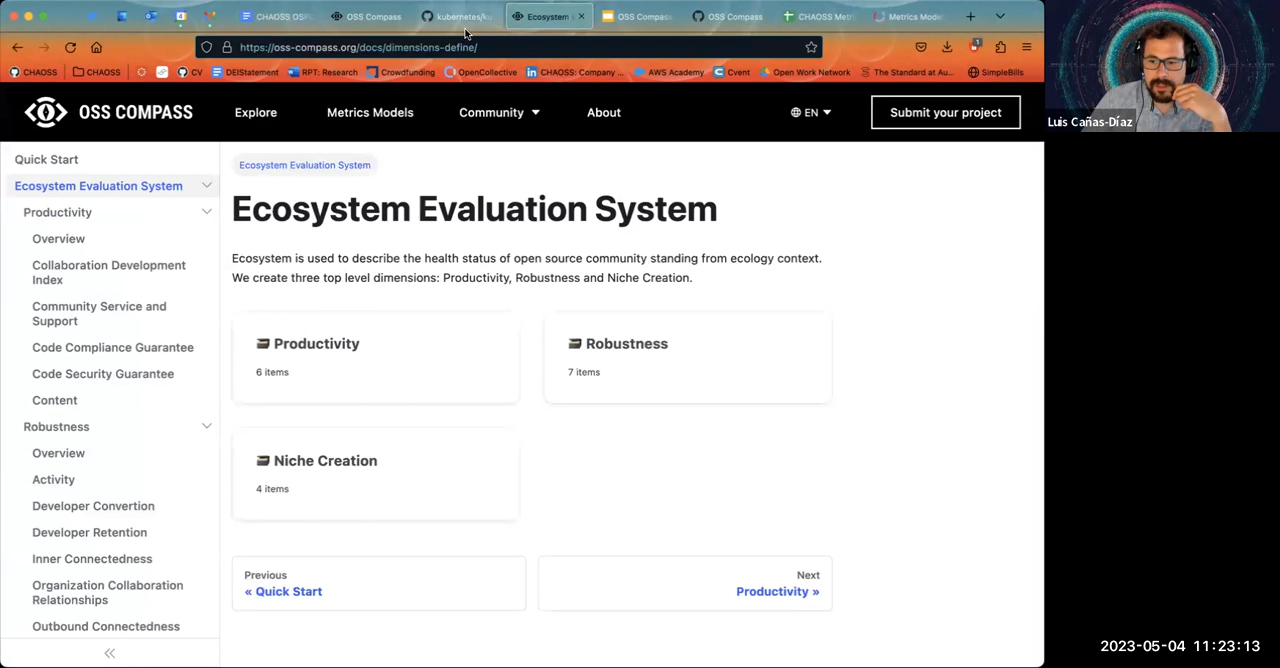 CHAOSS OSP
OSS Compass
kubernetes/ku
Ecosystem
OSS Compass
OSS Compass
CHAOSS Metri
Metrics Model
https://oss-compass.org/docs/dimensions-define/
CHAOSS
CHAOSS
CV
DEIStatement
RPT: Research
Crowdfunding
OpenCollective
CHAOSS: Company ...
AWS Academy
Cvent
Open Work Network
The Standard at Au...
SimpleBills
OSS COMPASS
Explore
Metrics Models
Community
About
EN
Submit your project
Luis Cañas-Díaz
Quick Start
Ecosystem Evaluation System
Productivity
Overview
Collaboration Development
Index
Community Service and
Support
Code Compliance Guarantee
Code Security Guarantee
Content
Robustness
Overview
Activity
Developer Convertion
Developer Retention
Inner Connectedness
Organization Collaboration
Relationships
Outbound Connectedness
«
Ecosystem Evaluation System
Ecosystem Evaluation System
Ecosystem is used to describe the health status of open source community standing from ecology context.
We create three top level dimensions: Productivity, Robustness and Niche Creation.
Productivity
6 items
Robustness
7 items
Niche Creation
4 items
Previous
« Quick Start
Next
Productivity »
2023-05-04 11:23:13